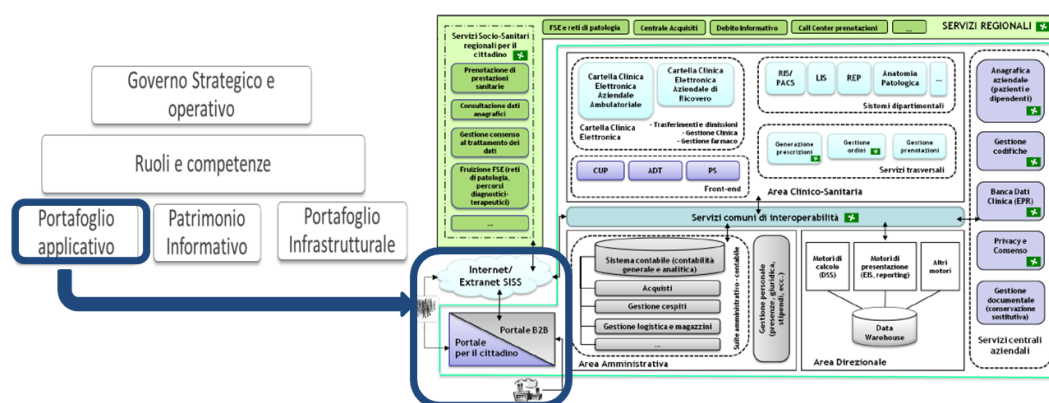 Governo Strategico e
operativo
Ruoli e competenze
Portafoglio
applicativo
Patrimonio
Informativo
Portafoglio
Infrastrutturale
FSE e reti di patologia
Centrale Acquisti
Debito Informativo
Call Center prenotazioni
...
SERVIZI REGIONALI
Servizi Socio-Sanitari
regionali per il
cittadino
Prenotazione di
prestazioni
sanitarie
Consultazione dati
anagrafici
Gestione consenso
al trattamento dei
dati
Fruizione FSE (reti
di patologia,
percorsi
diagnostici-
terapeutici)
...
Internet/
Extranet SISS
Portale B2B
Portale
per il cittadino
Cartella Clinica
Elettronica
Aziendale
Ambulatoriale
Cartella Clinica
Elettronica
Aziendale di
Ricovero
Cartella Clinica
Elettronica
- Trasferimenti e dimissioni
- Gestione Clinica
- Gestione farmaco
RIS/
PACS
LIS
REP
Anatomia
Patologica
...
Sistemi dipartimentali
Generazione
prescrizioni
Gestione
ordini
Gestione
prenotazioni
Servizi trasversali
CUP
ADT
PS
Front-end
Area Clinico-Sanitaria
Servizi comuni di interoperabilità
Sistema contabile (contabilità
generale e analitica)
Acquisti
Gestione cespiti
Gestione logistica e magazzini
...
Suite amministrativo - contabile
Gestione personale
(presenze, giuridica,
stipendi, ecc.)
Area Amministrativa
Motori di
calcolo
(DSS)
Motori di
presentazione
(EIS, reporting)
Altri
motori
Data
Warehouse
Area Direzionale
Anagrafica
aziendale
(pazienti e
dipendenti)
Gestione
codifiche
Banca Dati
Clinica (EPR)
Privacy e
Consenso
Gestione
documentale
(conservazione
sostitutiva)
Servizi centrali
aziendali